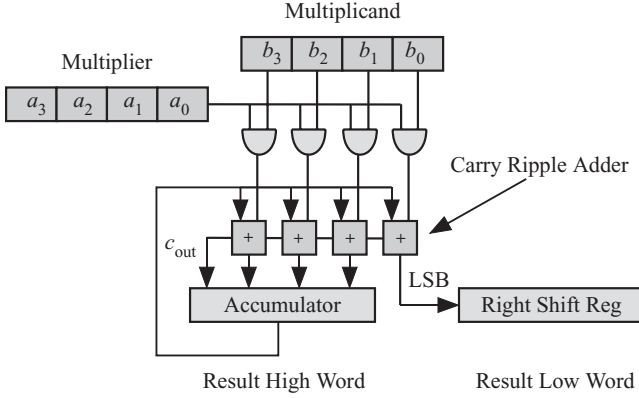 Multiplicand
b3 b2 b1 b0
Multiplier
a3 a2 a1 a0
Carry Ripple Adder
+ + + +
cout
LSB
Accumulator
Right Shift Reg
Result High Word
Result Low Word